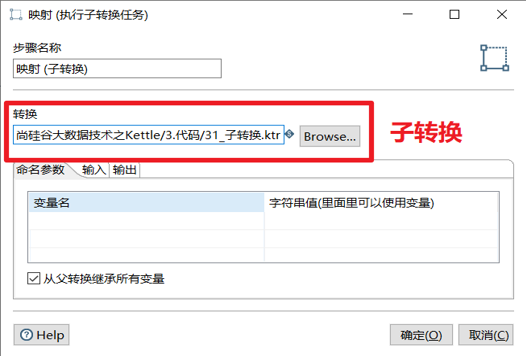 映射 (执行子转换任务)
步骤名称
映射 (子转换)
转换
尚硅谷大数据技术之Kettle/3.代码/31_子转换.ktr
Browse...
子转换
命名参数 输入 输出
变量名 字符串值(里面里可以使用变量)
从父转换继承所有变量
Help 确定(O) 取消(C)